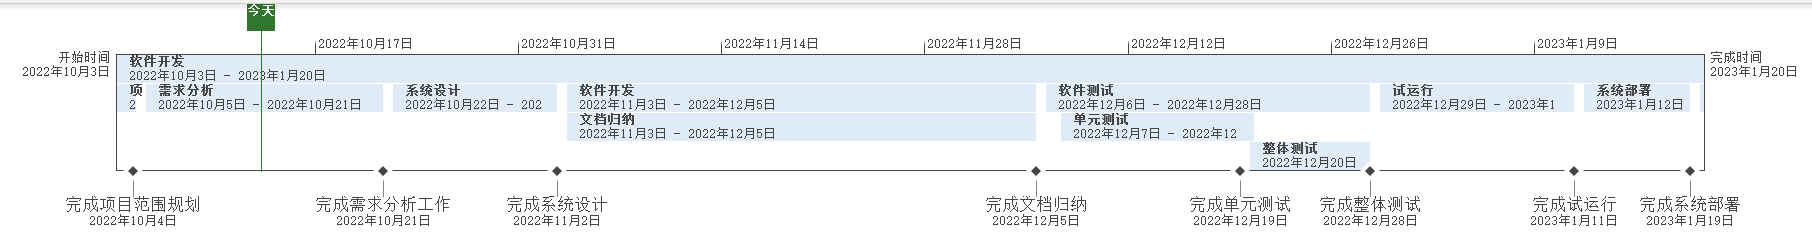 今天
2022年10月17日
2022年10月31日
2022年11月14日
2022年11月28日
2022年12月12日
2022年12月26日
2023年1月9日
开始时间
2022年10月3日
完成时间
2023年1月20日
软件开发
2022年10月3日 - 2023年1月20日
项
2
需求分析
2022年10月5日 - 2022年10月21日
系统设计
2022年10月22日 - 202
软件开发
2022年11月3日 - 2022年12月5日
软件测试
2022年12月6日 - 2022年12月28日
试运行
2022年12月29日 - 2023年1
系统部署
2023年1月12日
文档归纳
2022年11月3日 - 2022年12月5日
单元测试
2022年12月7日 - 2022年12
整体测试
2022年12月20日
完成项目范围规划
2022年10月4日
完成需求分析工作
2022年10月21日
完成系统设计
2022年11月2日
完成文档归纳
2022年12月5日
完成单元测试
2022年12月19日
完成整体测试
2022年12月28日
完成试运行
2023年1月11日
完成系统部署
2023年1月19日